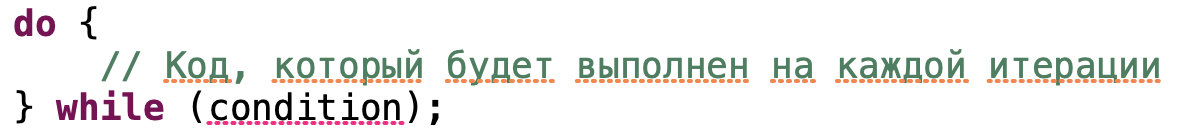 do {
    // Код, который будет выполнен на каждой итерации
} while (condition);